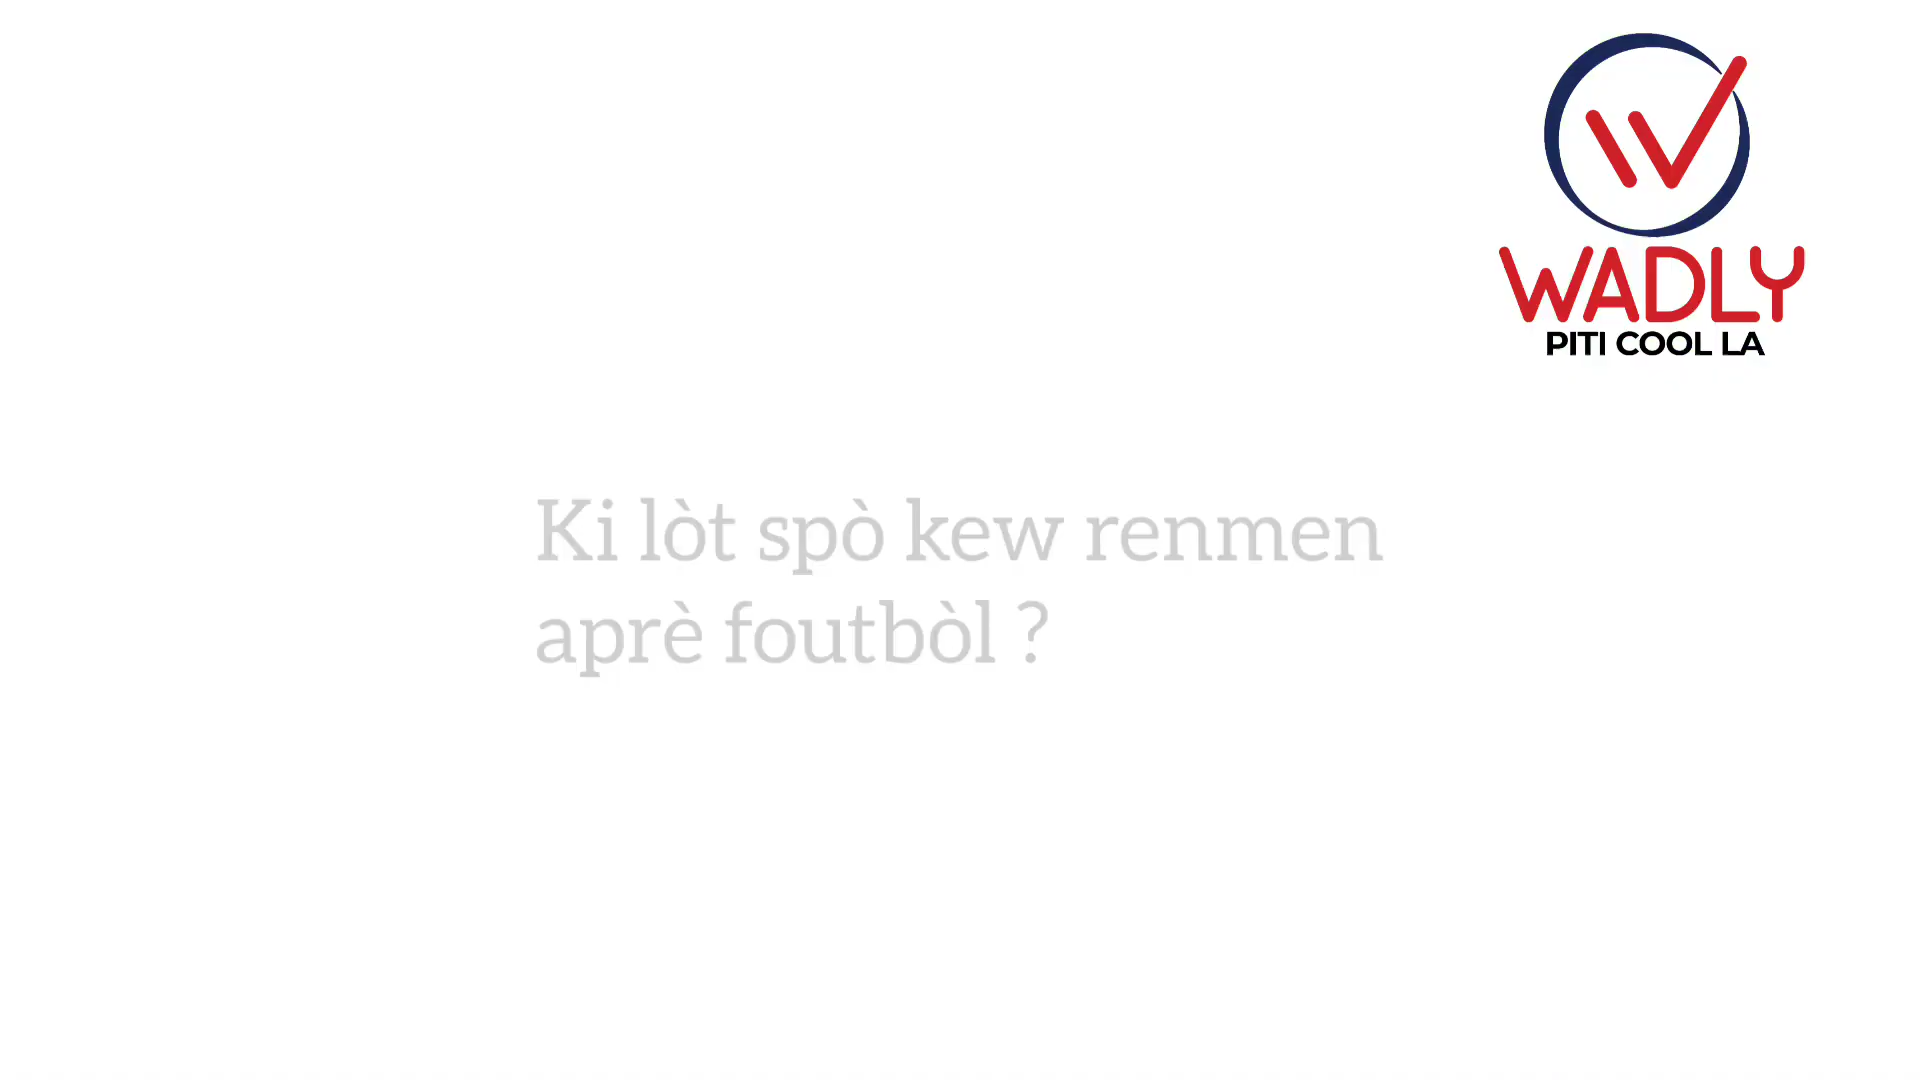 W
WADLY
PITI COOL LA
Ki lòt spò kew renmen
aprè foutbòl ?